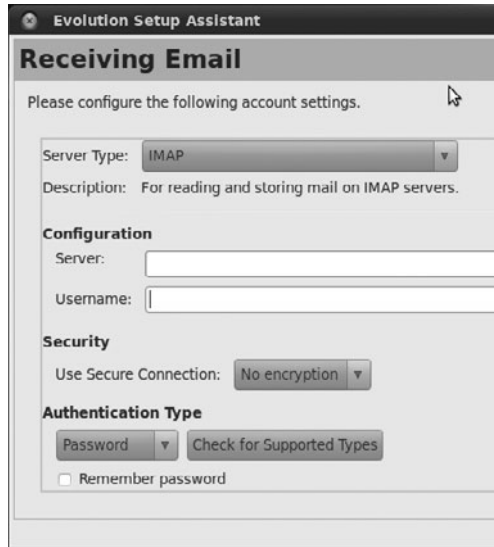 Evolution Setup Assistant
Receiving Email
Please configure the following account settings.
Server Type: IMAP
Description: For reading and storing mail on IMAP servers.
Configuration
Server:
Username:
Security
Use Secure Connection: No encryption
Authentication Type
Password Check for Supported Types
Remember password